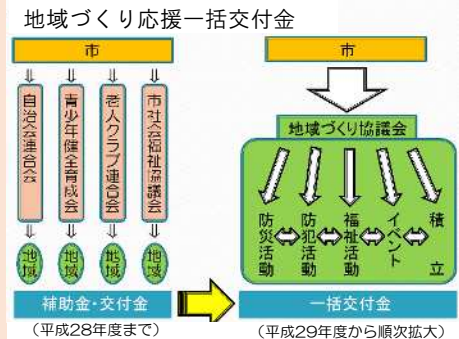 地域づくり応援一括交付金
市
自治会連合会
青少年健全育成会
老人クラブ連合会
市社会福祉協議会
地域
地域
地域
地域
補助金・交付金
(平成28年度まで)
市
地域づくり協議会
防災活動
防犯活動
福祉活動
イベント
積立
一括交付金
(平成29年度から順次拡大)